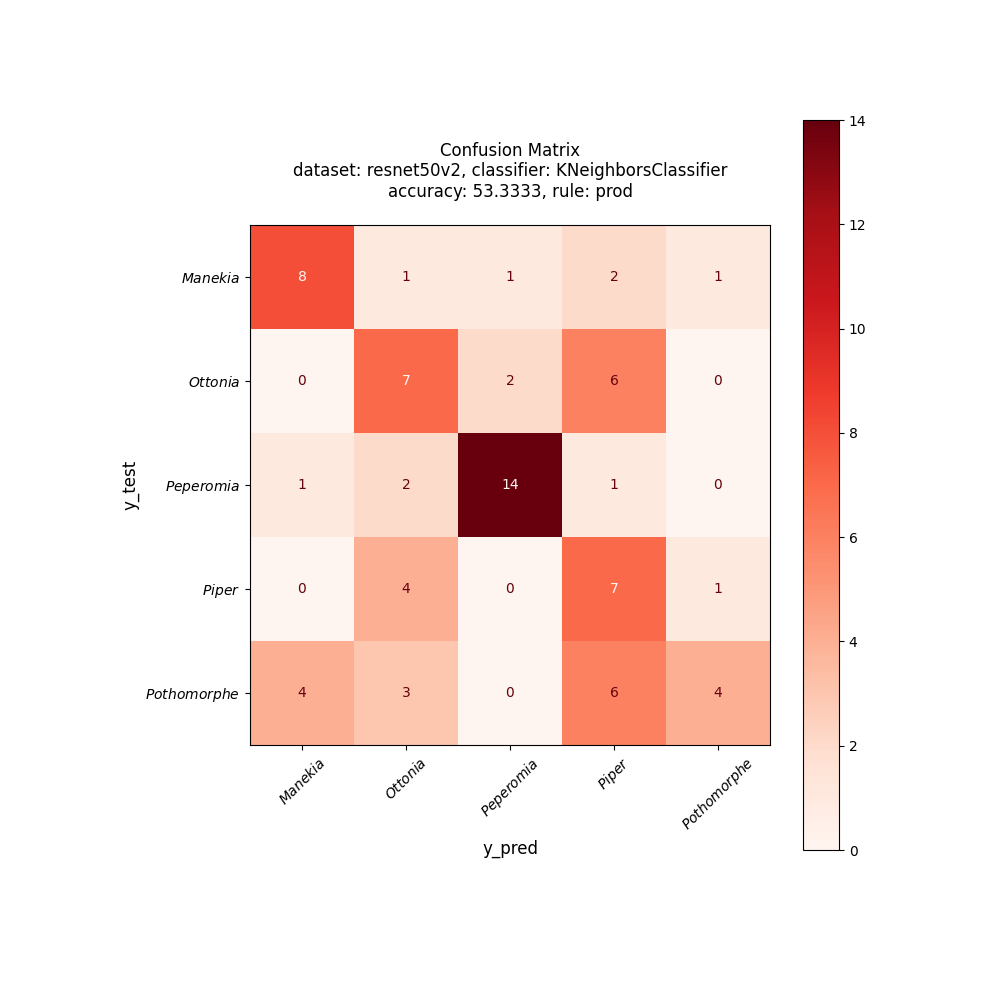 Confusion Matrix
dataset: resnet50v2, classifier: KNeighborsClassifier
accuracy: 53.3333, rule: prod
y_test
Manekia 8 1 1 2 1
Ottonia 0 7 2 6 0
Peperomia 1 2 14 1 0
Piper 0 4 0 7 1
Pothomorphe 4 3 0 6 4
Manekia Ottonia Peperomia Piper Pothomorphe
y_pred
14
12
10
8
6
4
2
0